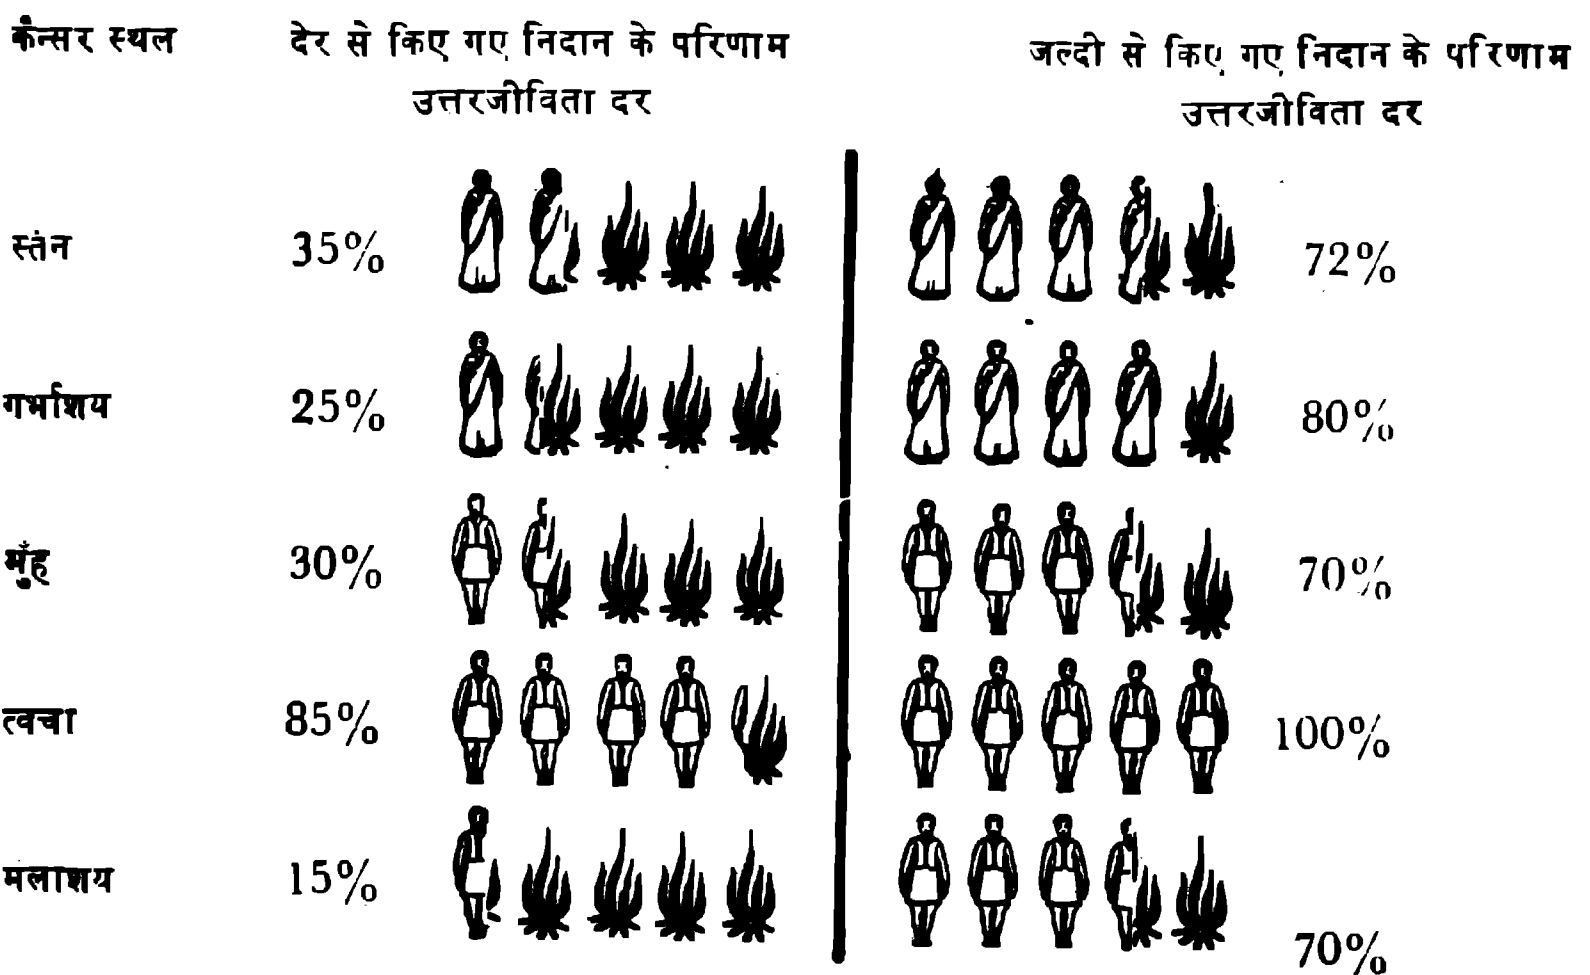 कॅन्सर स्थल
देर से किए गए निदान के परिणाम
उत्तरजीविता दर
जल्दी से किए गए निदान के परिणाम
उत्तरजीविता दर
स्तंन 35% 72%
गर्भाशय 25% 80%
मुँह 30% 70%
त्वचा 85% 100%
मलाशय 15% 70%